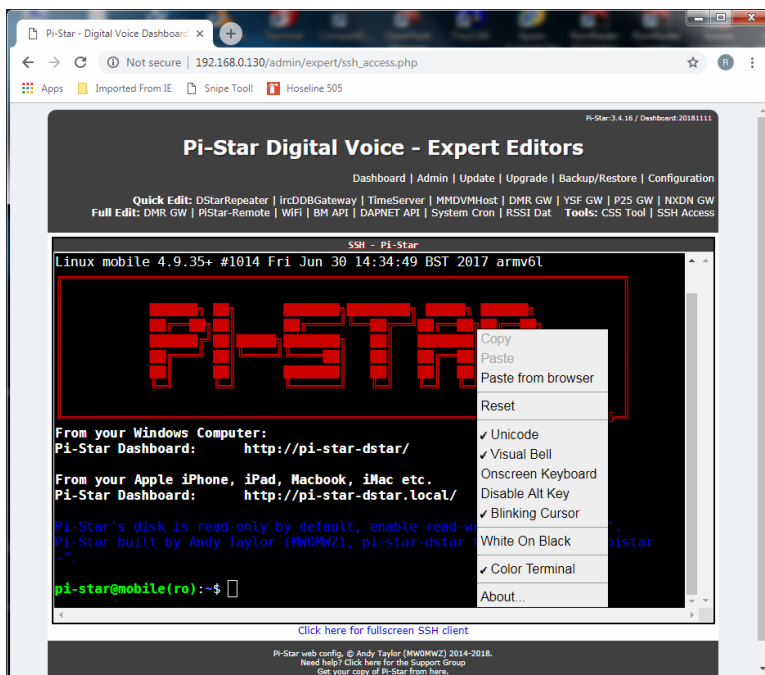 Pi-Star - Digital Voice Dashboard
Not secure | 192.168.0.130/admin/expert/ssh_access.php
R
Apps Imported From IE Snipe Tool! Hoseline 505
Pi-Star:3.4.16 / Dashboard:20181111
Pi-Star Digital Voice - Expert Editors
Dashboard | Admin | Update | Upgrade | Backup/Restore | Configuration
Quick Edit: DStarRepeater | ircDDBGateway | TimeServer | MMDVMHost | DMR GW | YSF GW | P25 GW | NXDN GW
Full Edit: DMR GW | PiStar-Remote | WiFi | BM API | DAPNET API | System Cron | RSSI Dat Tools: CSS Tool | SSH Access
SSH - Pi-Star
Linux mobile 4.9.35+ #1014 Fri Jun 30 14:34:49 BST 2017 armv6l
PI-STAR
Copy
Paste
Paste from browser
Reset
✓ Unicode
✓ Visual Bell
Onscreen Keyboard
Disable Alt Key
✓ Blinking Cursor
White On Black
✓ Color Terminal
About...
From your Windows Computer:
Pi-Star Dashboard: http://pi-star-dstar/
From your Apple iPhone, iPad, Macbook, iMac etc.
Pi-Star Dashboard: http://pi-star-dstar.local/
Pi-Star's disk is read-only by default, enable
Pi-Star built by Andy Taylor (MW0MWZ), pi-star-dstar pistar
-".
pi-star@mobile(ro):~$
Click here for fullscreen SSH client
Pi-Star web config, © Andy Taylor (MW0MWZ) 2014-2018.
Need help? Click here for the Support Group
Get your copy of Pi-Star from here.